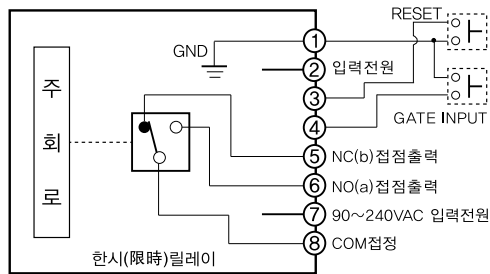 RESET
GND
①
② 입력전원
③
④
GATE INPUT
주
회
로
⑤ NC(b)접점출력
⑥ NO(a)접점출력
⑦ 90~240VAC 입력전원
⑧ COM접정
한시(限時)릴레이